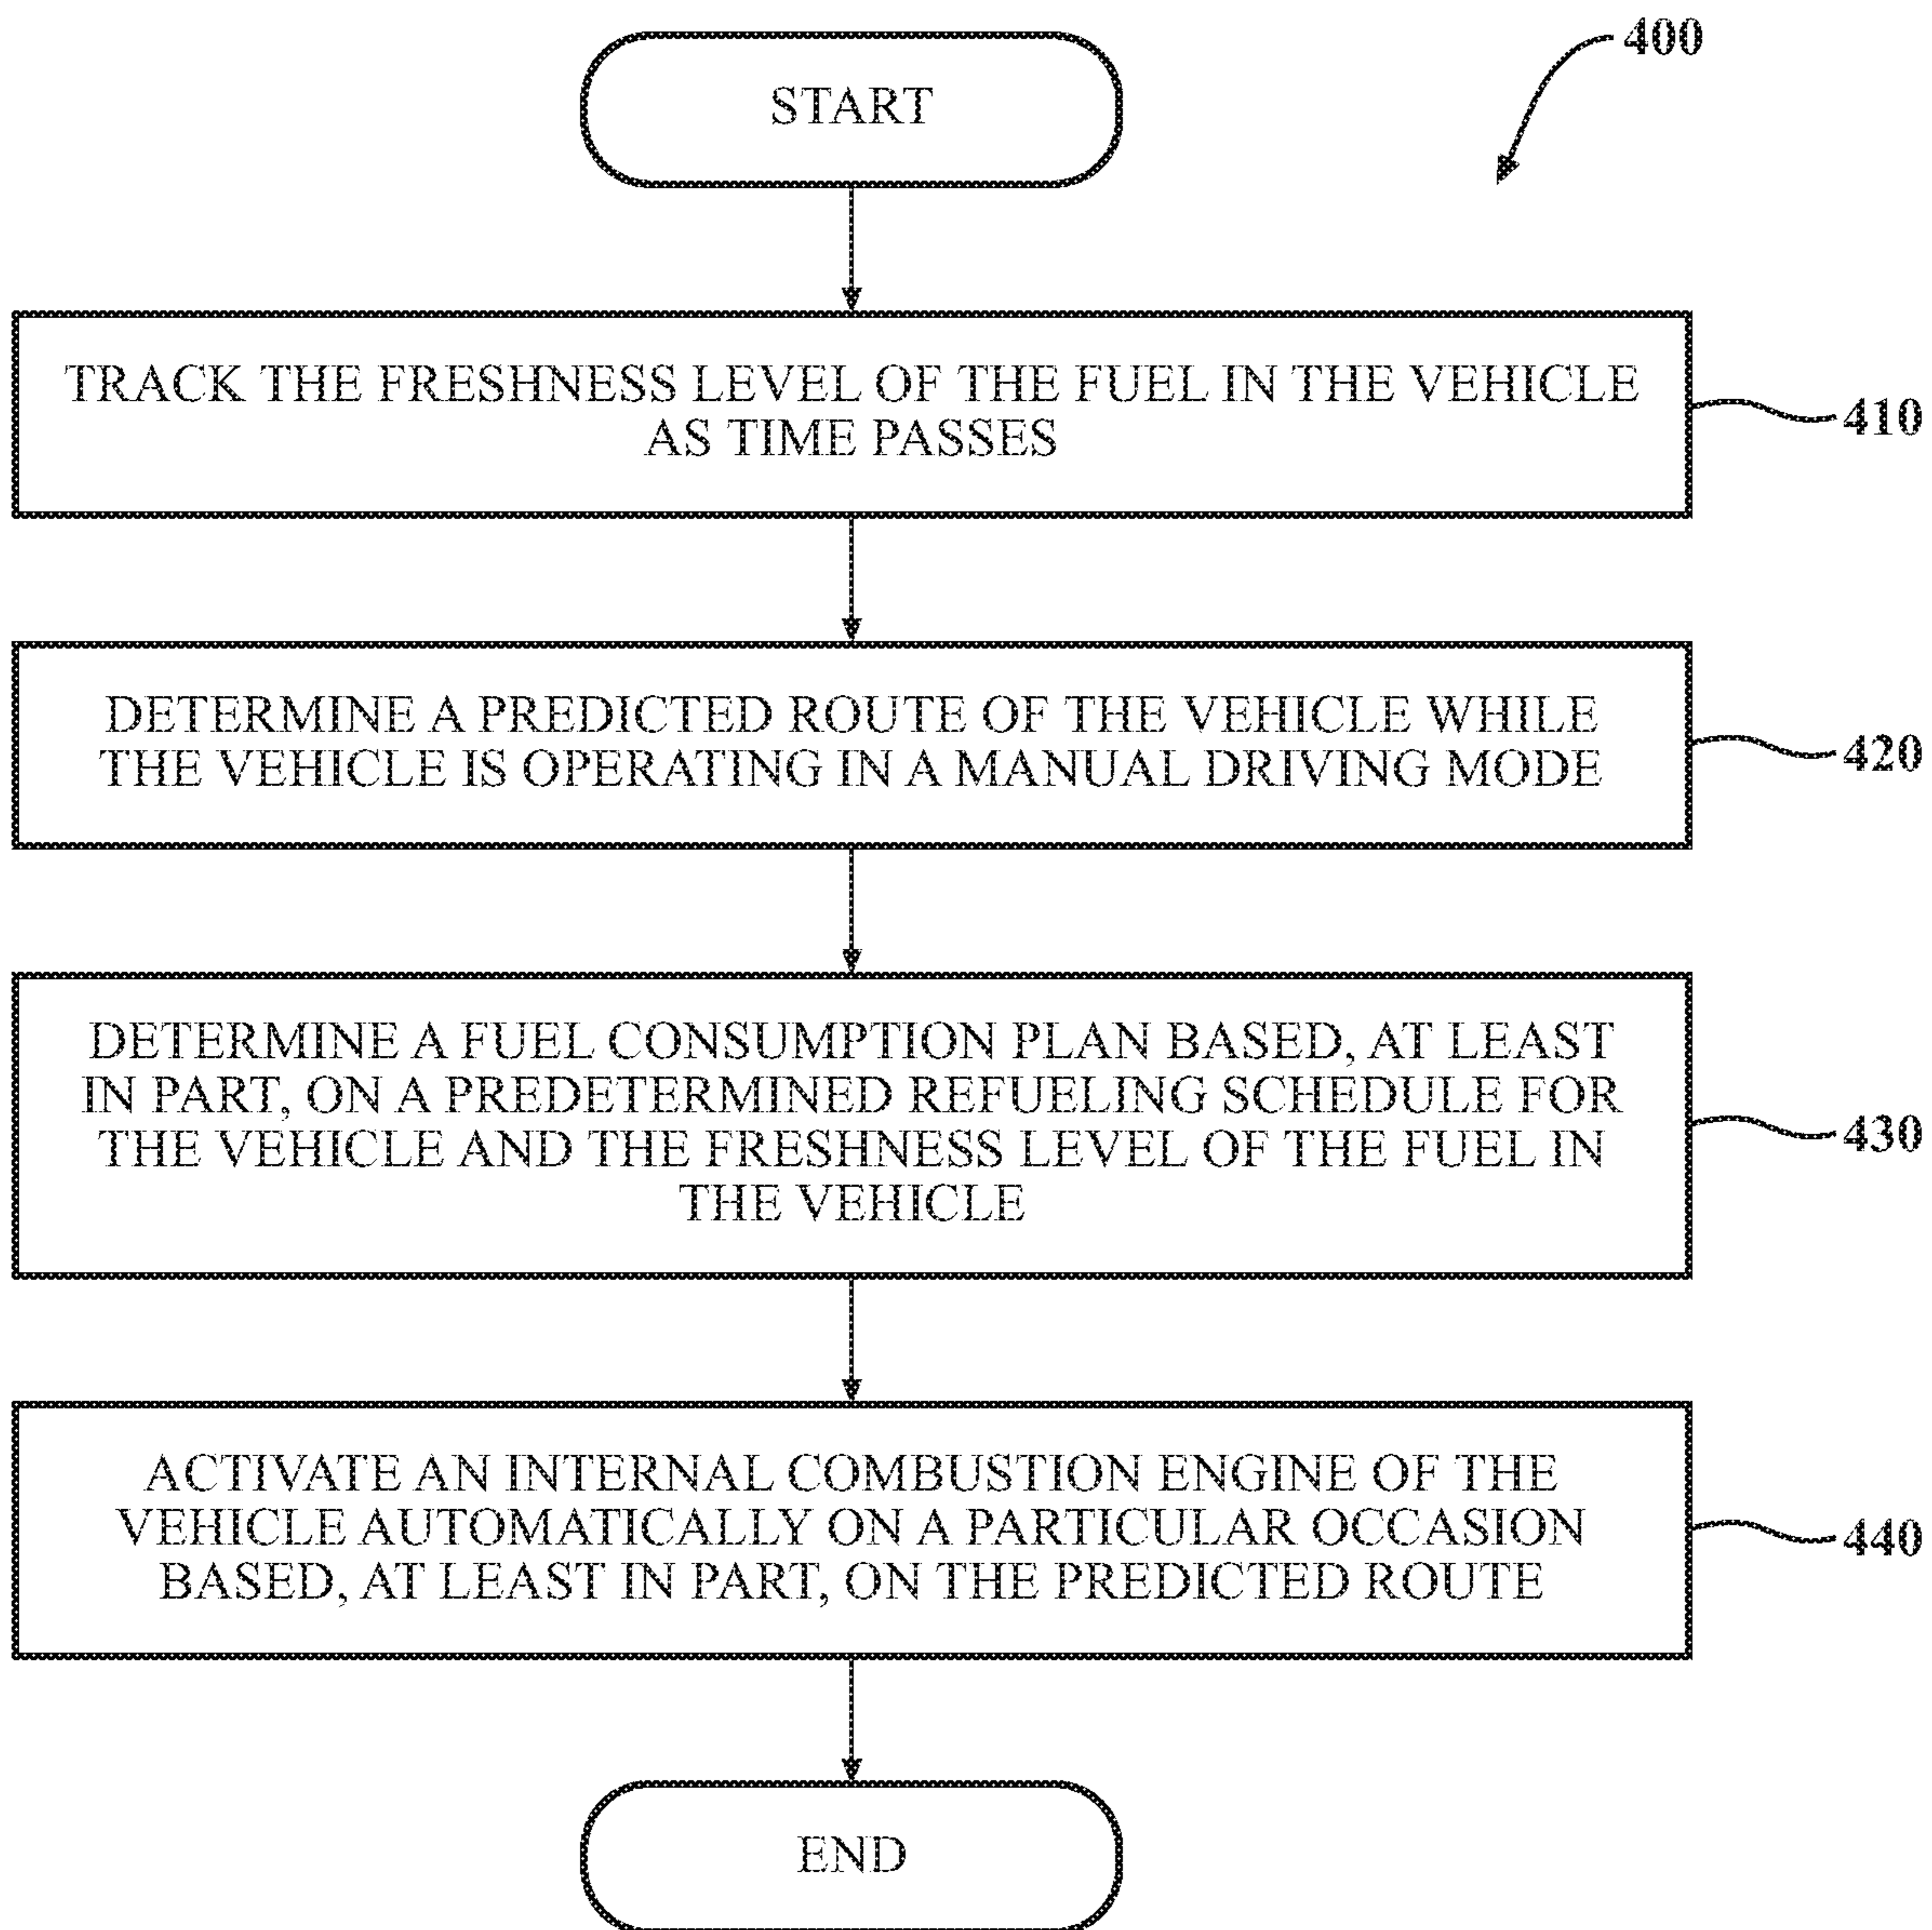 400
START
TRACK THE FRESHNESS LEVEL OF THE FUEL IN THE VEHICLE
AS TIME PASSES
410
DETERMINE A PREDICTED ROUTE OF THE VEHICLE WHILE
THE VEHICLE IS OPERATING IN A MANUAL DRIVING MODE
420
DETERMINE A FUEL CONSUMPTION PLAN BASED, AT LEAST
IN PART, ON A PREDETERMINED REFUELING SCHEDULE FOR
THE VEHICLE AND THE FRESHNESS LEVEL OF THE FUEL IN
THE VEHICLE
430
ACTIVATE AN INTERNAL COMBUSTION ENGINE OF THE
VEHICLE AUTOMATICALLY ON A PARTICULAR OCCASION
BASED, AT LEAST IN PART, ON THE PREDICTED ROUTE
440
END